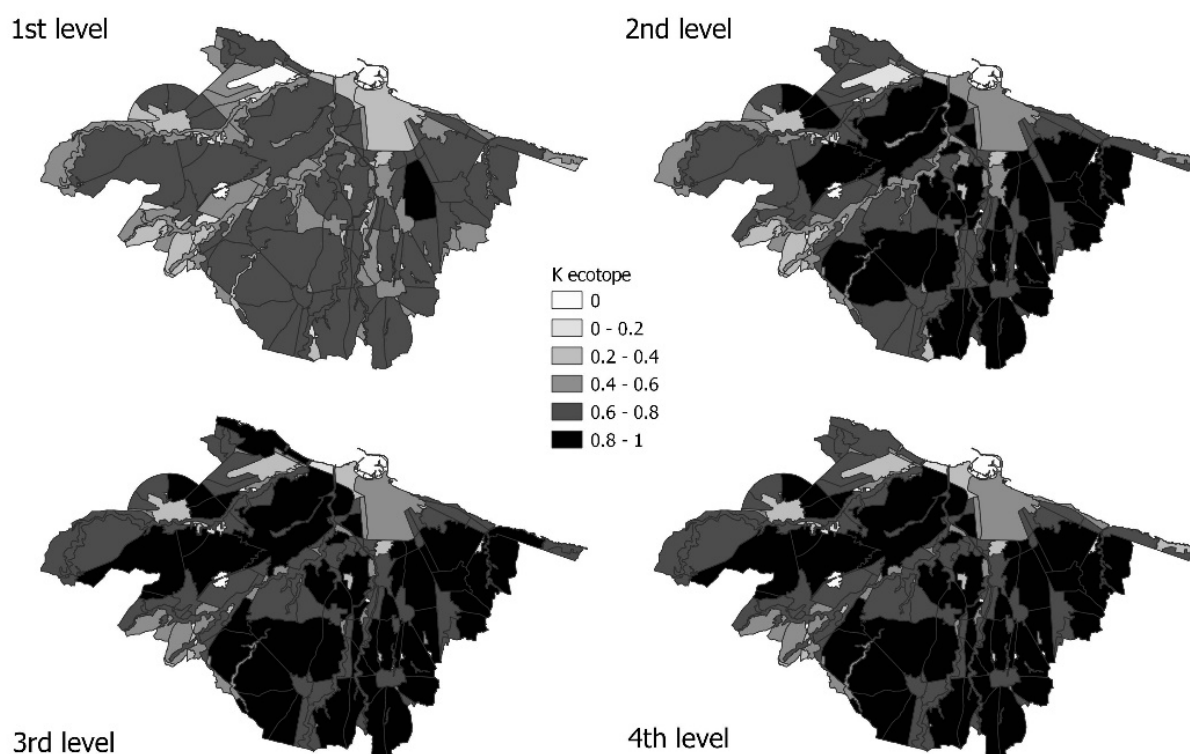 1st level
2nd level
K ecotope
0
0 - 0.2
0.2 - 0.4
0.4 - 0.6
0.6 - 0.8
0.8 - 1
3rd level
4th level